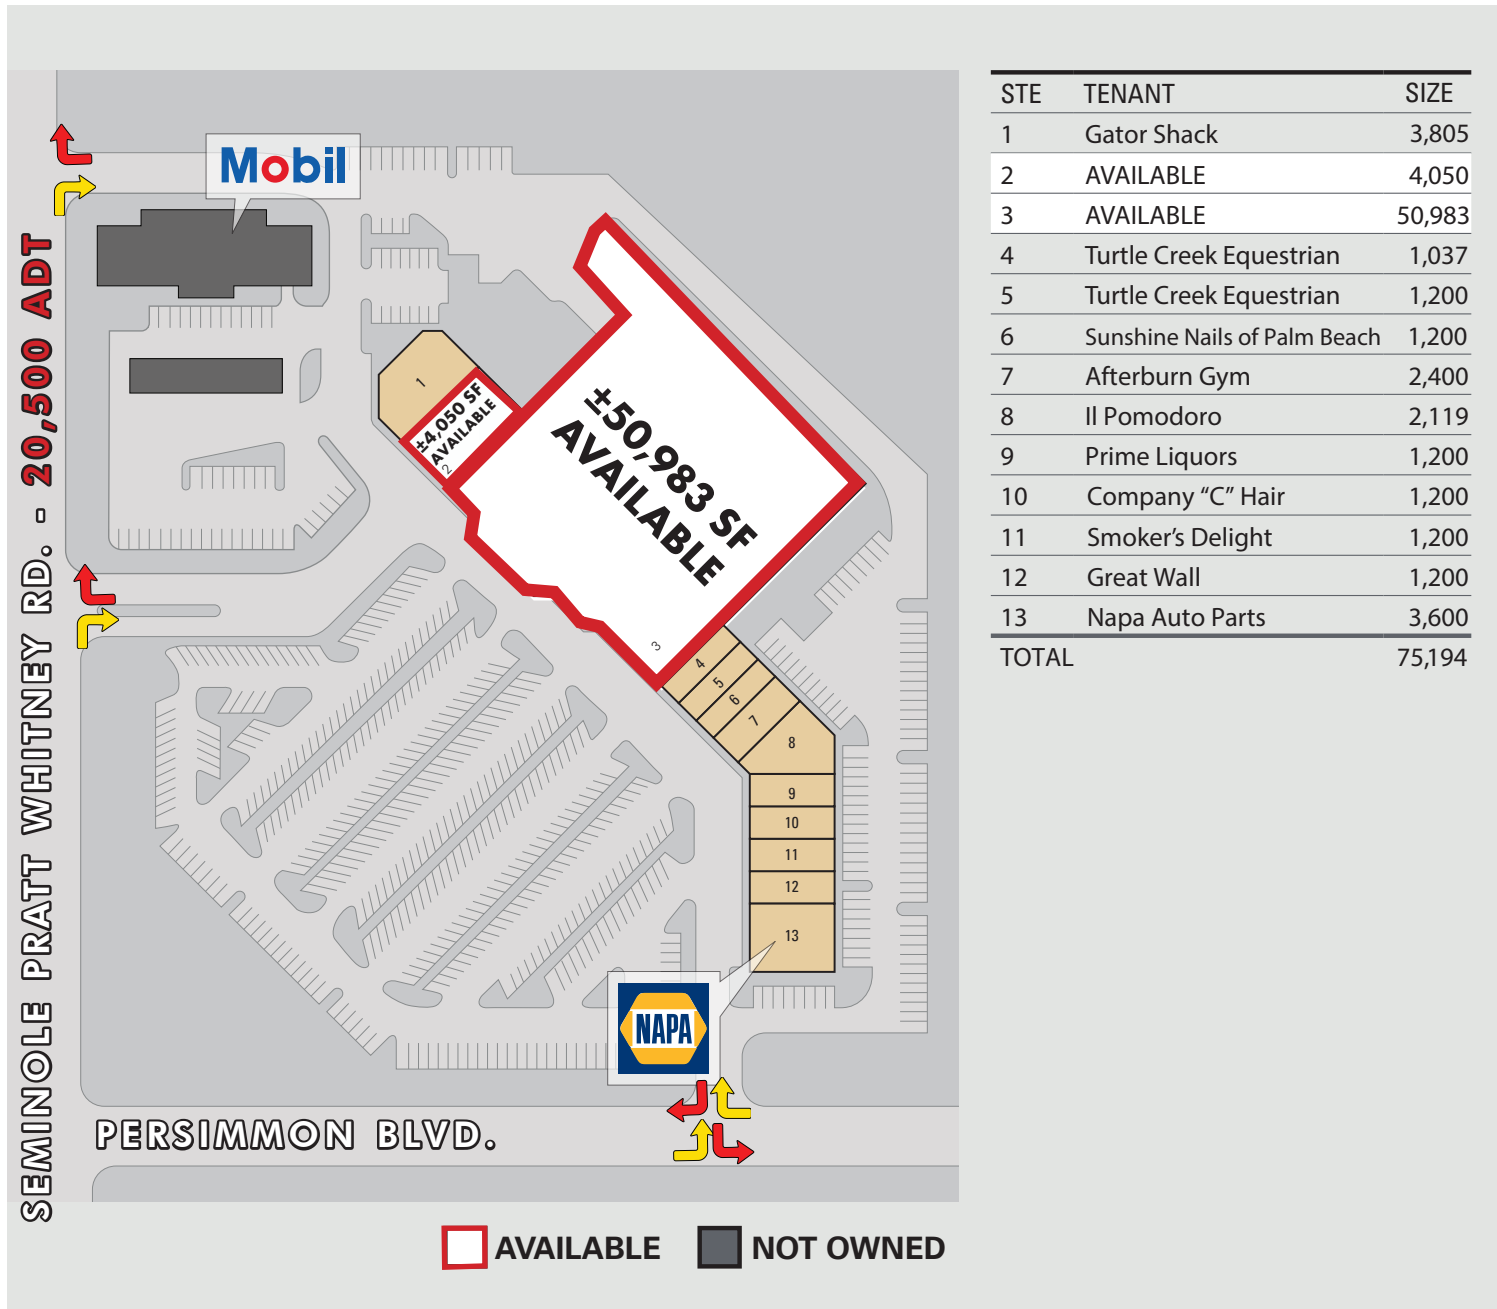 Mobil
SEMINOLE PRATT WHITNEY RD. - 20,500 ADT
1
±4,050 SF
AVAILABLE
2
±50,983 SF
AVAILABLE
3
4
5
6
7
8
9
10
11
12
13
NAPA
PERSIMMON BLVD.
AVAILABLE
NOT OWNED
STE TENANT SIZE
1 Gator Shack 3,805
2 AVAILABLE 4,050
3 AVAILABLE 50,983
4 Turtle Creek Equestrian 1,037
5 Turtle Creek Equestrian 1,200
6 Sunshine Nails of Palm Beach 1,200
7 Afterburn Gym 2,400
8 Il Pomodoro 2,119
9 Prime Liquors 1,200
10 Company “C” Hair 1,200
11 Smoker’s Delight 1,200
12 Great Wall 1,200
13 Napa Auto Parts 3,600
TOTAL 75,194